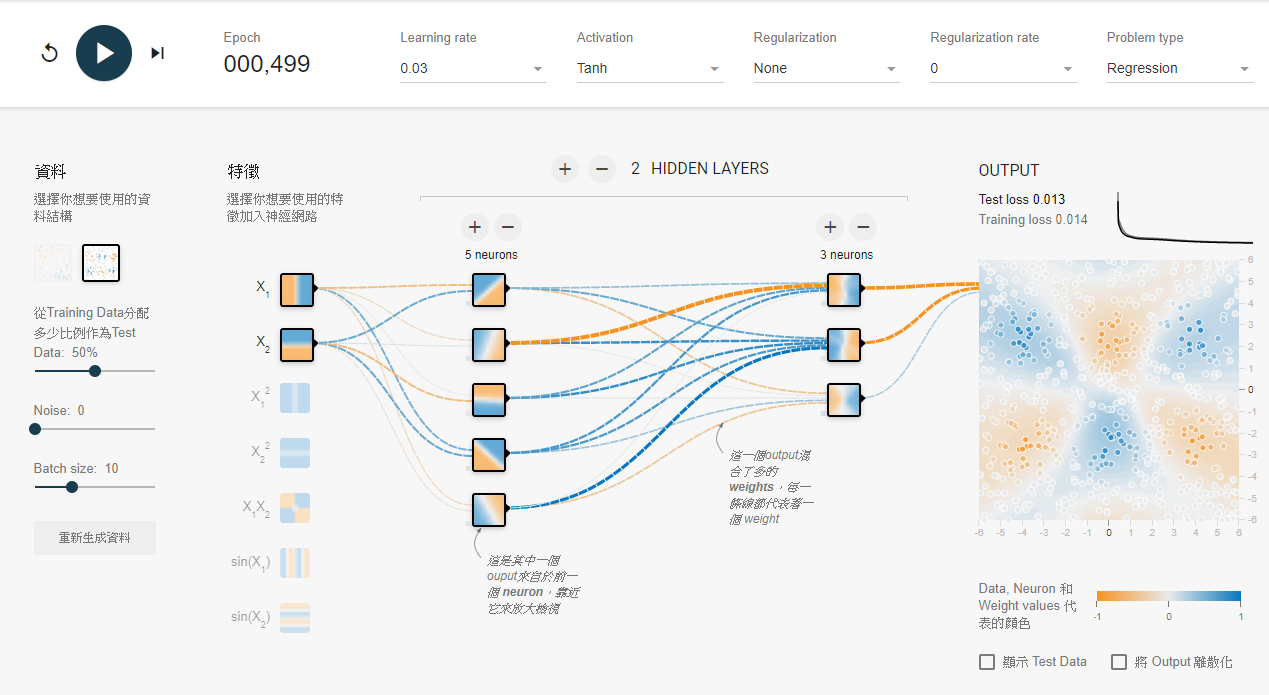 Epoch
000,499
Learning rate
0.03
Activation
Tanh
Regularization
None
Regularization rate
0
Problem type
Regression
資料
選擇你想要使用的資
料結構
從Training Data分配
多少比例作為Test
Data: 50%
Noise: 0
Batch size: 10
重新生成資料
特徵
選擇你想要使用的特
徵加入神經網路
X1
X2
X1²
X2²
X1X2
sin(X1)
sin(X2)
2 HIDDEN LAYERS
5 neurons
3 neurons
這是其中一個
ouput來自於前一
個 neuron，靠近
它來放大檢視
這一個output混
合了多的
weights，每一
條線都代表著一
個 weight
OUTPUT
Test loss 0.013
Training loss 0.014
6
5
4
3
2
1
0
-1
-2
-3
-4
-5
-6
-6 -5 -4 -3 -2 -1 0 1 2 3 4 5 6
Data, Neuron 和
Weight values 代
表的顏色
-1 0 1
顯示 Test Data
將 Output 離散化